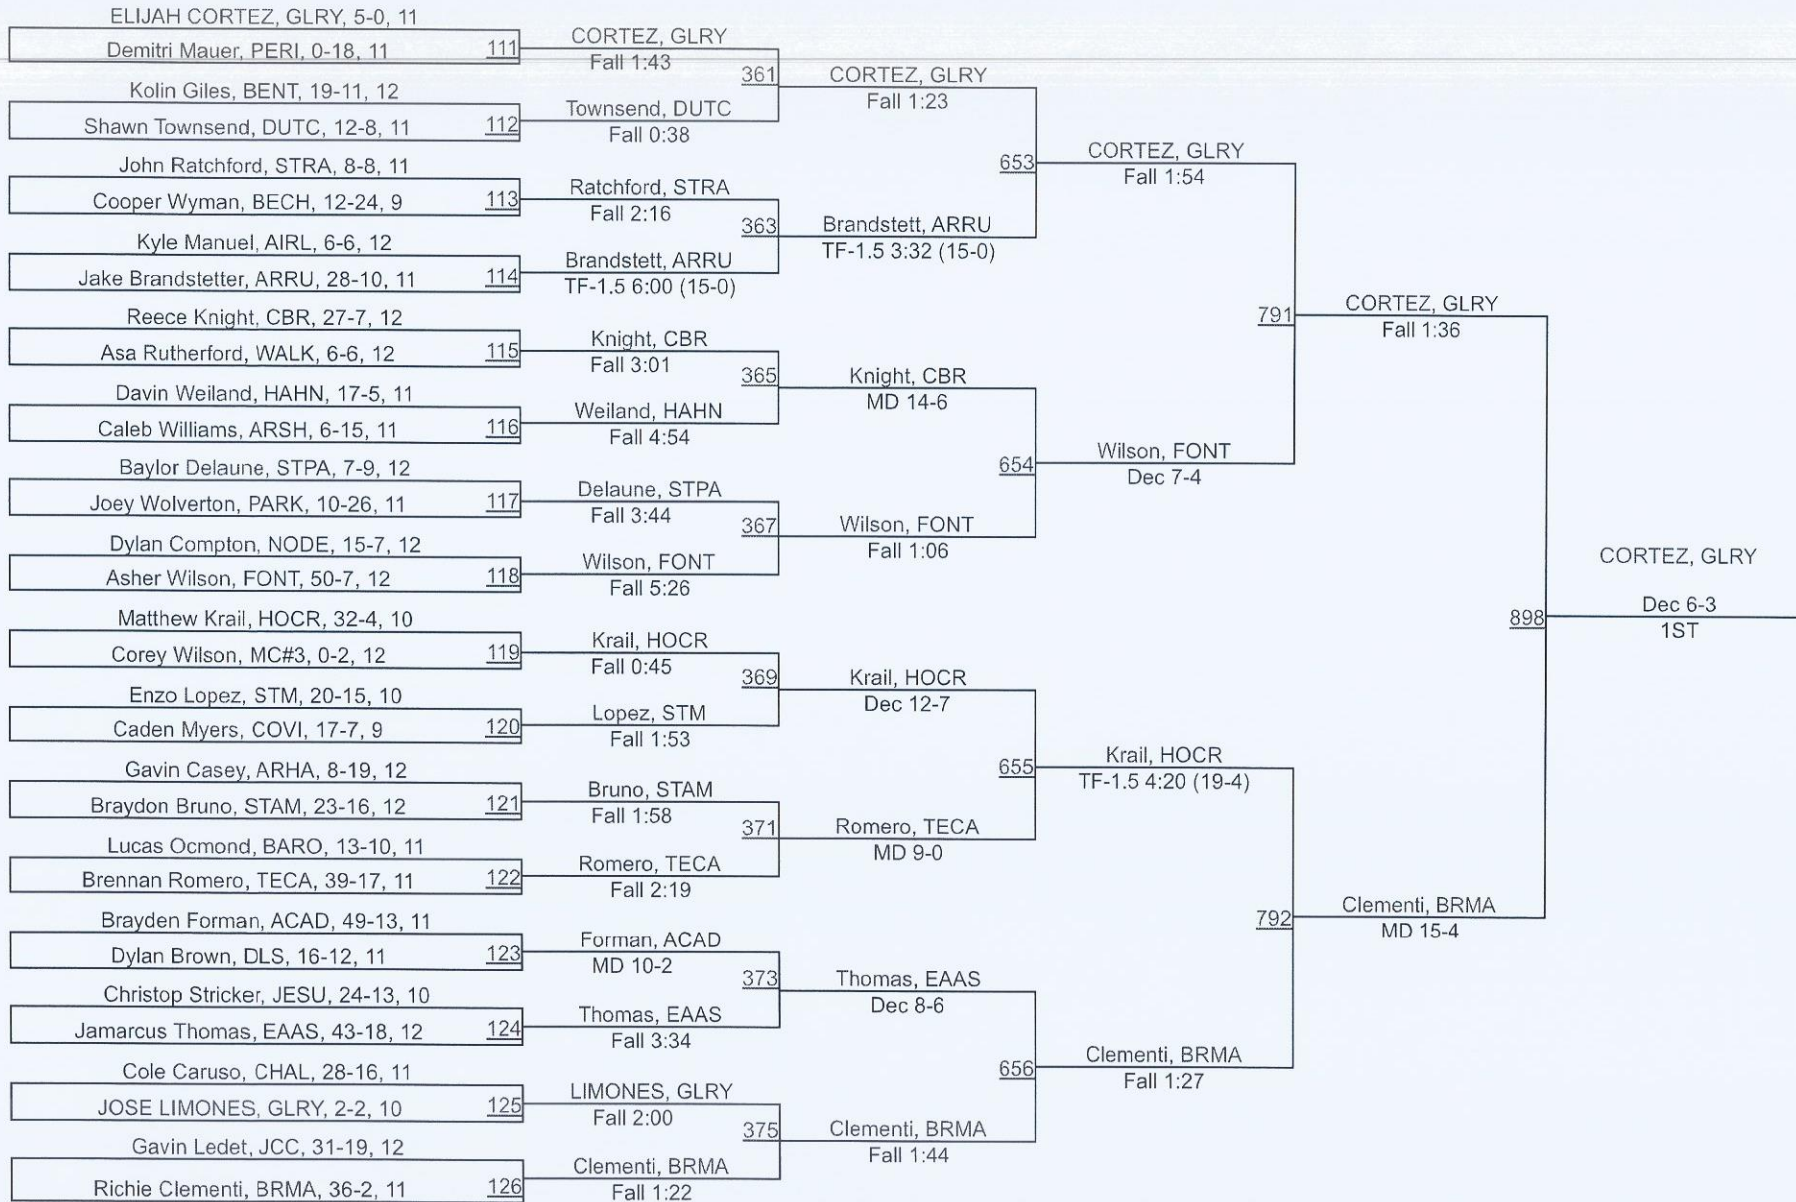 ELIJAH CORTEZ, GLRY, 5-0, 11
Demitri Mauer, PERI, 0-18, 11
111
Kolin Giles, BENT, 19-11, 12
Shawn Townsend, DUTC, 12-8, 11
112
John Ratchford, STRA, 8-8, 11
Cooper Wyman, BECH, 12-24, 9
113
Kyle Manuel, AIRL, 6-6, 12
Jake Brandstetter, ARRU, 28-10, 11
114
Reece Knight, CBR, 27-7, 12
Asa Rutherford, WALK, 6-6, 12
115
Davin Weiland, HAHN, 17-5, 11
Caleb Williams, ARSH, 6-15, 11
116
Baylor Delaune, STPA, 7-9, 12
Joey Wolverton, PARK, 10-26, 11
117
Dylan Compton, NODE, 15-7, 12
Asher Wilson, FONT, 50-7, 12
118
Matthew Krail, HOCR, 32-4, 10
Corey Wilson, MC#3, 0-2, 12
119
Enzo Lopez, STM, 20-15, 10
Caden Myers, COVI, 17-7, 9
120
Gavin Casey, ARHA, 8-19, 12
Braydon Bruno, STAM, 23-16, 12
121
Lucas Ocmond, BARO, 13-10, 11
Brennan Romero, TECA, 39-17, 11
122
Brayden Forman, ACAD, 49-13, 11
Dylan Brown, DLS, 16-12, 11
123
Christop Stricker, JESU, 24-13, 10
Jamarcus Thomas, EAAS, 43-18, 12
124
Cole Caruso, CHAL, 28-16, 11
JOSE LIMONES, GLRY, 2-2, 10
125
Gavin Ledet, JCC, 31-19, 12
Richie Clementi, BRMA, 36-2, 11
126
CORTEZ, GLRY
Fall 1:43
361
Townsend, DUTC
Fall 0:38
Ratchford, STRA
Fall 2:16
363
Brandstett, ARRU
TF-1.5 6:00 (15-0)
Knight, CBR
Fall 3:01
365
Weiland, HAHN
Fall 4:54
Delaune, STPA
Fall 3:44
367
Wilson, FONT
Fall 5:26
Krail, HOCR
Fall 0:45
369
Lopez, STM
Fall 1:53
Bruno, STAM
Fall 1:58
371
Romero, TECA
Fall 2:19
Forman, ACAD
MD 10-2
373
Thomas, EAAS
Fall 3:34
LIMONES, GLRY
Fall 2:00
375
Clementi, BRMA
Fall 1:22
CORTEZ, GLRY
Fall 1:23
653
Brandstett, ARRU
TF-1.5 3:32 (15-0)
Knight, CBR
MD 14-6
654
Wilson, FONT
Fall 1:06
Krail, HOCR
Dec 12-7
655
Romero, TECA
MD 9-0
Thomas, EAAS
Dec 8-6
656
Clementi, BRMA
Fall 1:44
CORTEZ, GLRY
Fall 1:54
791
Wilson, FONT
Dec 7-4
Krail, HOCR
TF-1.5 4:20 (19-4)
792
Clementi, BRMA
Fall 1:27
CORTEZ, GLRY
Fall 1:36
898
Clementi, BRMA
MD 15-4
CORTEZ, GLRY
Dec 6-3
1ST